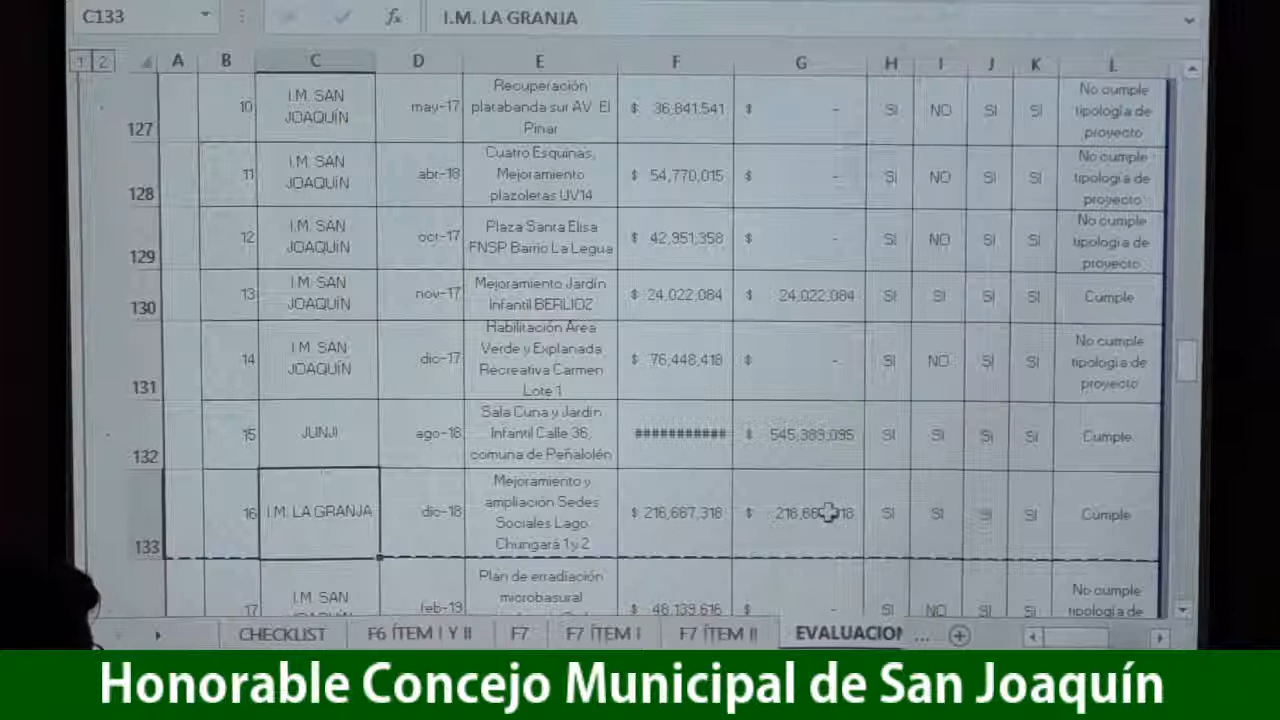 C133 fx I.M. LA GRANJA
1 2 A B C D E F G H I J K L
127 10 I.M. SAN JOAQUÍN may-17 Recuperación platabanda sur AV El Pinar $ 36,841,541 $ - SI NO SI SI No cumple tipología de proyecto
128 11 I.M. SAN JOAQUÍN abr-18 Cuatro Esquinas, Mejoramiento plazoletas UV14 $ 54,770,015 $ - SI NO SI SI No cumple tipología de proyecto
129 12 I.M. SAN JOAQUÍN oct-17 Plaza Santa Elisa FNSP Barrio La Legua $ 42,951,358 $ - SI NO SI SI No cumple tipología de proyecto
130 13 I.M. SAN JOAQUÍN nov-17 Mejoramiento Jardín Infantil BERLIOZ $ 24,022,084 $ 24,022,084 SI SI SI SI Cumple
131 14 I.M. SAN JOAQUÍN dic-17 Habilitación Área Verde y Explanada Recreativa Carmen Lote 1 $ 76,448,418 $ - SI NO SI SI No cumple tipología de proyecto
132 15 JUNJI ago-18 Sala Cuna y Jardín Infantil Calle 36, comuna de Peñalolén ########### $ 545,389,095 SI SI SI SI Cumple
133 16 I.M. LA GRANJA dic-18 Mejoramiento y ampliación Sedes Sociales Lago Chungará 1 y 2 $ 216,667,318 $ SI SI SI SI Cumple
17 I.M. SAN feb-19 Plan de erradiación microbasural $ 48,139,616 $ - SI NO SI SI No cumple tipología de
CHECKLIST F6 ÍTEM I Y II F7 F7 ÍTEM I F7 ÍTEM II EVALUACION ...
Honorable Concejo Municipal de San Joaquín